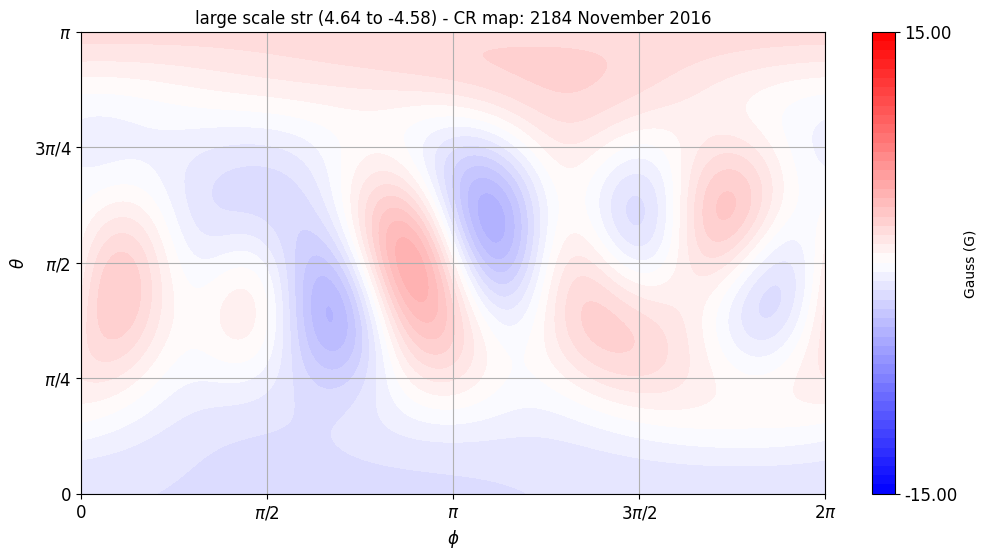 large scale str (4.64 to -4.58) - CR map: 2184 November 2016
π
3π/4
π/2
π/4
0
θ
0
π/2
π
3π/2
2π
ϕ
15.00
-15.00
Gauss (G)